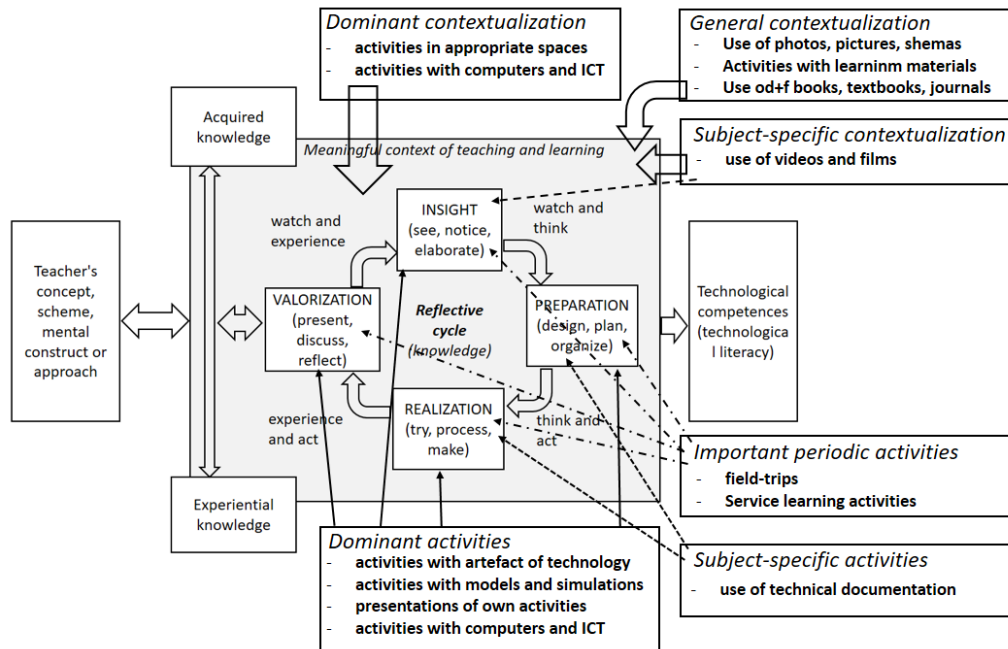 Dominant contextualization
- activities in appropriate spaces
- activities with computers and ICT
General contextualization
- Use of photos, pictures, shemas
- Activities with learninm materials
- Use od+f books, textbooks, journals
Acquired
knowledge
Subject-specific contextualization
- use of videos and films
Meaningful context of teaching and learning
INSIGHT
(see, notice,
elaborate)
watch and
experience
watch and
think
Teacher's
concept,
scheme,
mental
construct or
approach
VALORIZATION
(present,
discuss,
reflect)
Reflective
cycle
(knowledge)
PREPARATION
(design, plan,
organize)
Technological
competences
(technologica
l literacy)
REALIZATION
(try, process,
make)
experience
and act
think and
act
Important periodic activities
- field-trips
- Service learning activities
Experiential
knowledge
Dominant activities
- activities with artefact of technology
- activities with models and simulations
- presentations of own activities
- activities with computers and ICT
Subject-specific activities
- use of technical documentation